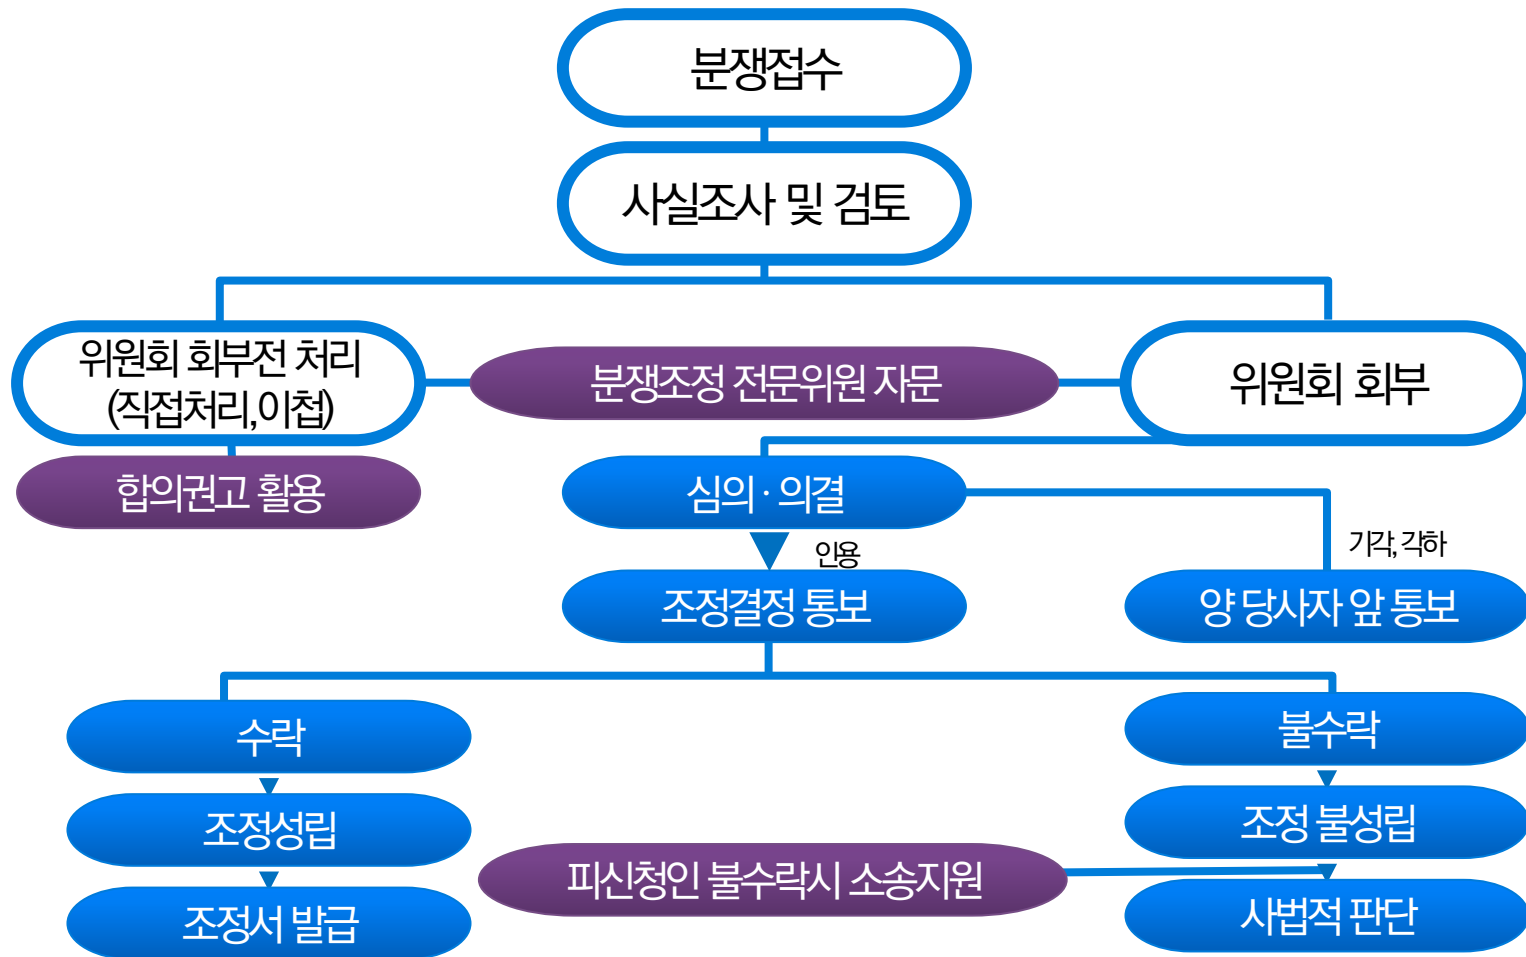 분쟁접수
사실조사 및 검토
위원회 회부전 처리
(직접처리,이첩)
분쟁조정 전문위원 자문
위원회 회부
합의권고 활용
심의·의결
인용
기각, 각하
조정결정 통보
양 당사자 앞 통보
수락
불수락
조정성립
조정 불성립
피신청인 불수락시 소송지원
조정서 발급
사법적 판단